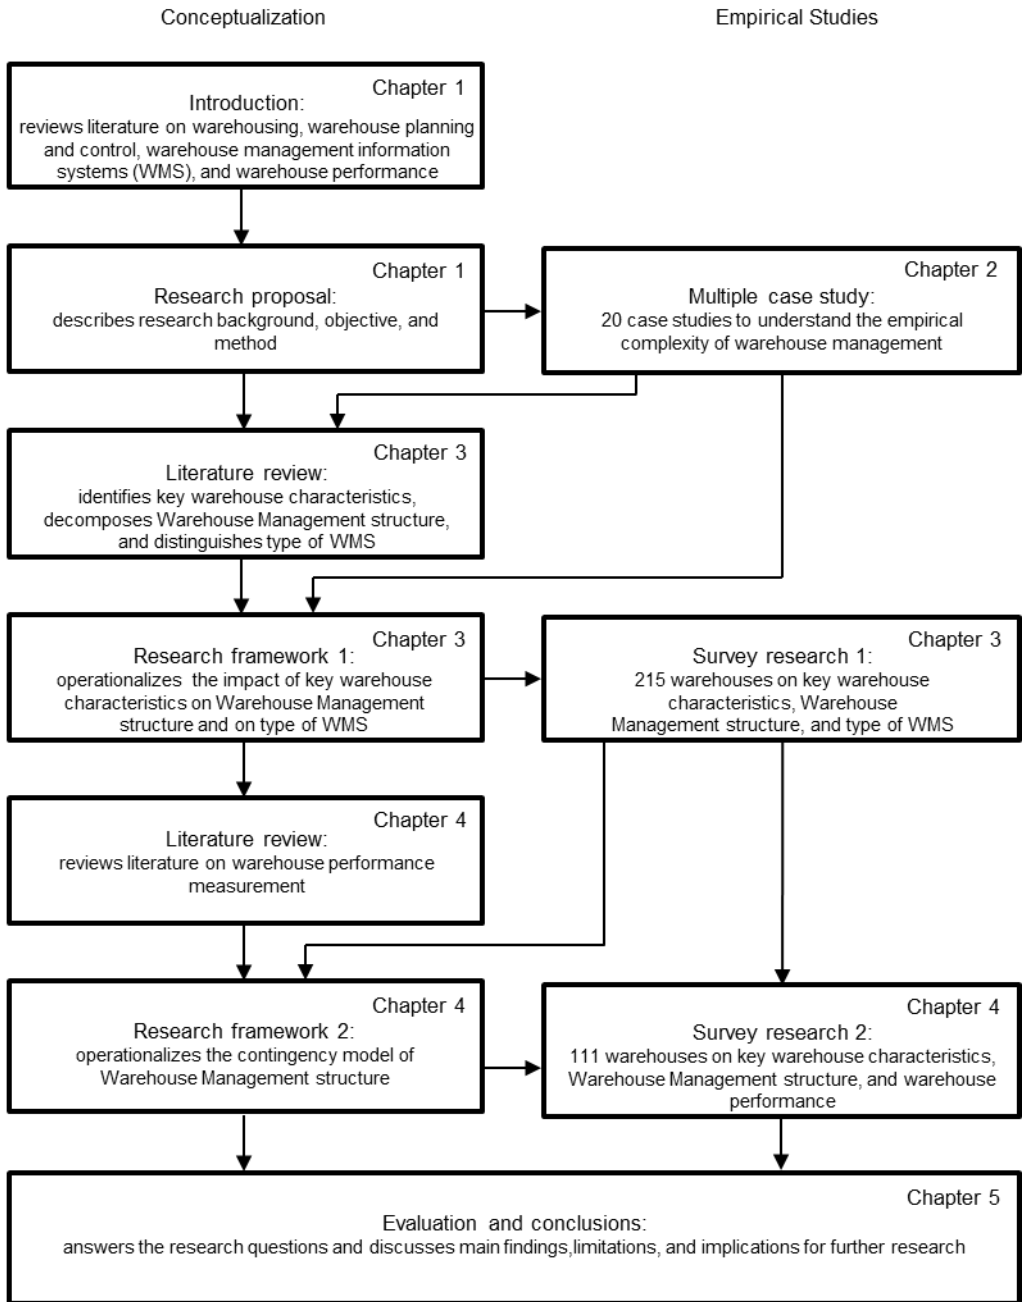 Conceptualization
Empirical Studies
Chapter 1
Introduction:
reviews literature on warehousing, warehouse planning
and control, warehouse management information
systems (WMS), and warehouse performance
Chapter 1
Research proposal:
describes research background, objective, and
method
Chapter 2
Multiple case study:
20 case studies to understand the empirical
complexity of warehouse management
Chapter 3
Literature review:
identifies key warehouse characteristics,
decomposes Warehouse Management structure,
and distinguishes type of WMS
Chapter 3
Research framework 1:
operationalizes the impact of key warehouse
characteristics on Warehouse Management
structure and on type of WMS
Chapter 3
Survey research 1:
215 warehouses on key warehouse
characteristics, Warehouse
Management structure, and type of WMS
Chapter 4
Literature review:
reviews literature on warehouse performance
measurement
Chapter 4
Research framework 2:
operationalizes the contingency model of
Warehouse Management structure
Chapter 4
Survey research 2:
111 warehouses on key warehouse characteristics,
Warehouse Management structure, and warehouse
performance
Chapter 5
Evaluation and conclusions:
answers the research questions and discusses main findings,limitations, and implications for further research